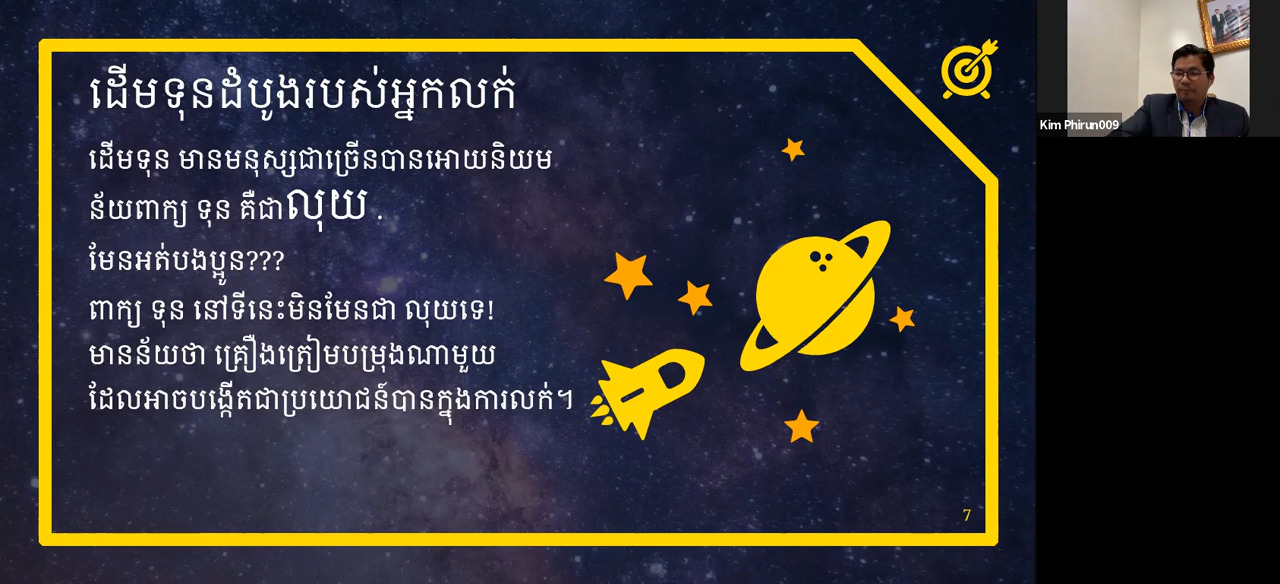 ដើមទុនដំបូងរបស់អ្នកលក់
ដើមទុន មានមនុស្សជាច្រើនបានអោយនិយម
ន័យពាក្យ ទុន គឺជាលុយ .
មែនអត់បងប្អូន???
ពាក្យ ទុន នៅទីនេះមិនមែនជា លុយទេ!
មានន័យថា គ្រឿងត្រៀមបម្រុងណាមួយ
ដែលអាចបង្កើតជាប្រយោជន៍បានក្នុងការលក់។
7
Kim Phirun009